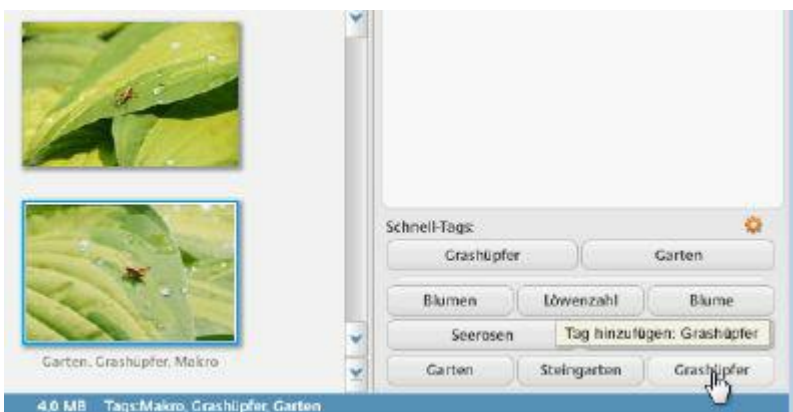 Schnell-Tags:
Grashüpfer Garten
Blumen Löwenzahl Blume
Seerosen Tag hinzufügen: Grashüpfer
Garten, Grashüpfer, Makro
Garten Steingarten Grashüpfer
4.0 MB Tags:Makro, Grashüpfer, Garten